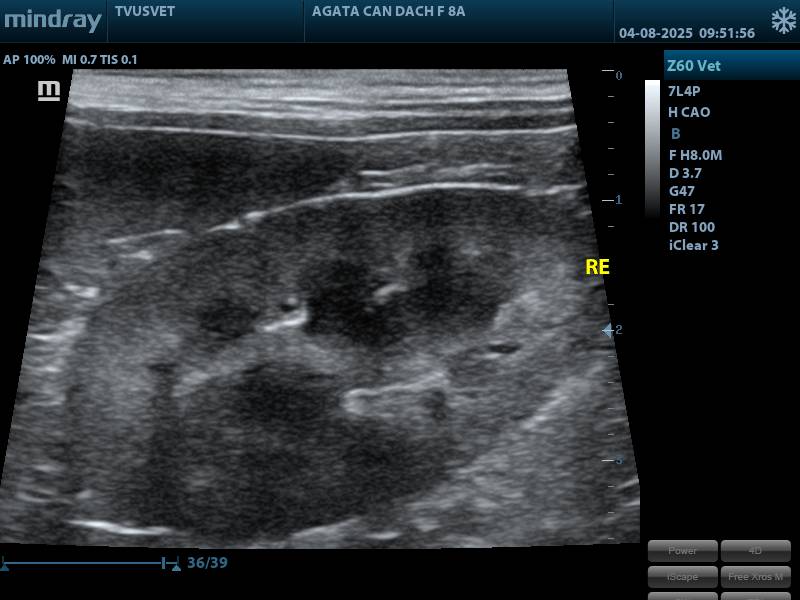 mindray
TVUSVET
AGATA CAN DACH F 8A
04-08-2025 09:51:56
AP 100% MI 0.7 TIS 0.1
m
0
Z60 Vet
7L4P
H CAO
B
F H8.0M
D 3.7
G47
FR 17
DR 100
iClear 3
1
RE
2
3
Power
4D
iScape
Free Xros M
36/39